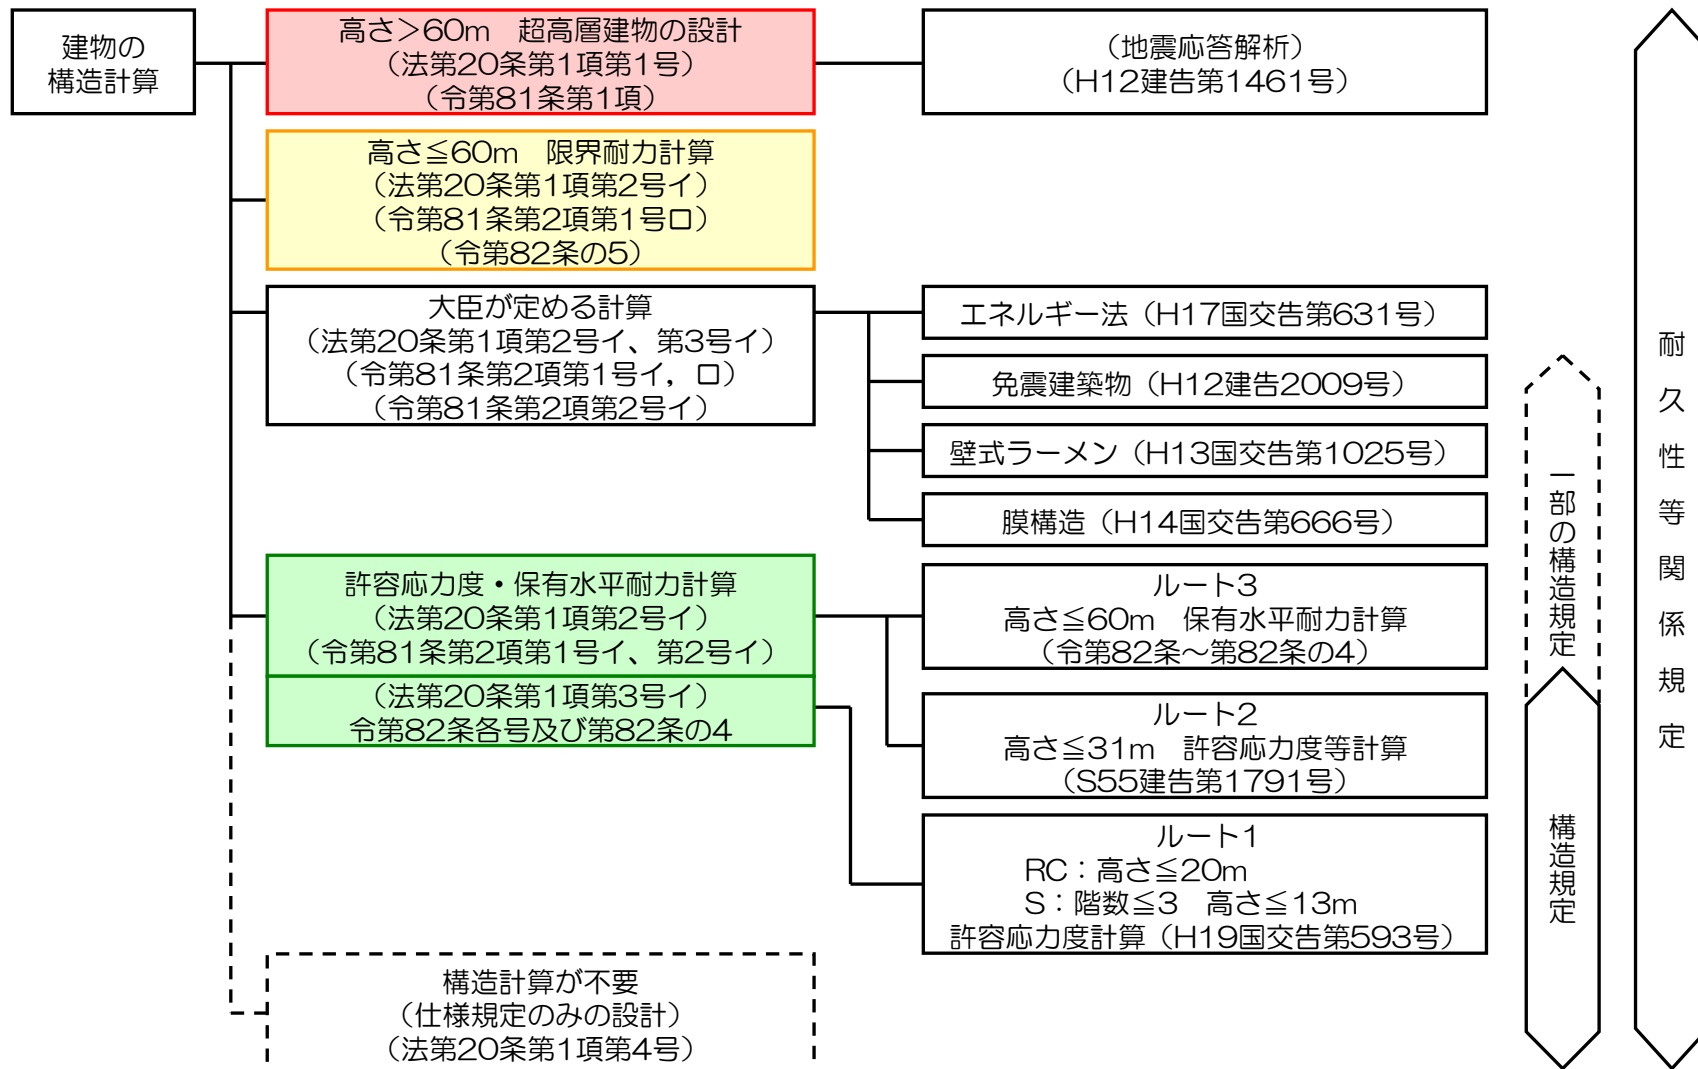 建物の
構造計算
高さ＞60m　超高層建物の設計
（法第20条第1項第1号）
（令第81条第1項）
（地震応答解析）
（H12建告第1461号）
高さ≦60m　限界耐力計算
（法第20条第1項第2号イ）
（令第81条第2項第1号ロ）
（令第82条の5）
大臣が定める計算
（法第20条第1項第2号イ、第3号イ）
（令第81条第2項第1号イ，ロ）
（令第81条第2項第2号イ）
エネルギー法（H17国交告第631号）
免震建築物（H12建告2009号）
壁式ラーメン（H13国交告第1025号）
膜構造（H14国交告第666号）
許容応力度・保有水平耐力計算
（法第20条第1項第2号イ）
（令第81条第2項第1号イ、第2号イ）
（法第20条第1項第3号イ）
令第82条各号及び第82条の4
ルート3
高さ≦60m　保有水平耐力計算
（令第82条～第82条の4）
ルート2
高さ≦31m　許容応力度等計算
（S55建告第1791号）
ルート1
RC：高さ≦20m
S：階数≦3　高さ≦13m
許容応力度計算（H19国交告第593号）
構造計算が不要
（仕様規定のみの設計）
（法第20条第1項第4号）
一部の構造規定
構造規定
耐久性等関係規定